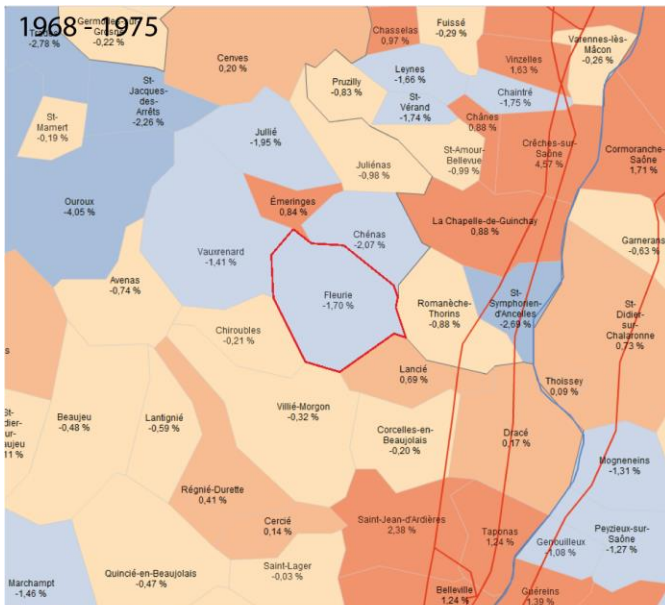 1968 - 1975
-2,78 %
Germolles-sur-
Grosne
-0,22 %
Cenves
0,20 %
Chasselas
0,97 %
Fuissé
-0,29 %
Vinzelles
1,63 %
Varennes-lès-
Mâcon
-0,26 %
St-
Jacques-
des-
Arrêts
-2,26 %
Pruzilly
-0,83 %
Leynes
-1,66 %
St-
Vérand
-1,74 %
Chaintré
-1,75 %
Chânes
0,88 %
St-
Mamert
-0,19 %
Jullié
-1,95 %
Juliénas
-0,98 %
St-Amour-
Bellevue
-0,99 %
Crêches-sur-
Saône
4,57 %
Cormoranche-
Saône
1,71 %
Ouroux
-4,05 %
Émeringes
0,84 %
Chénas
-2,07 %
La Chapelle-de-Guinchay
0,88 %
Garnerans
-0,63 %
Vauxrenard
-1,41 %
Avenas
-0,74 %
Fleurie
-1,70 %
Romanèche-
Thorins
-0,88 %
St-
Symphorien-
d'Ancelles
-2,69 %
St-
Didier-
sur-
Chalaronne
0,73 %
Chiroubles
-0,21 %
Lancié
0,69 %
Thoissey
0,09 %
s
St-
dier-
ur-
aujeu
11 %
Beaujeu
-0,48 %
Lantignié
-0,59 %
Villié-Morgon
-0,32 %
Corcelles-en-
Beaujolais
-0,20 %
Dracé
0,17 %
Mogneneins
-1,31 %
Régnié-Durette
0,41 %
Cercié
0,14 %
Saint-Jean-d'Ardières
2,38 %
Taponas
1,24 %
Genouilleux
-1,08 %
Peyzieux-sur-
Saône
-1,27 %
Marchampt
-1,46 %
Quincié-en-Beaujolais
-0,47 %
Saint-Lager
-0,03 %
Belleville
1,24 %
Guéreins
1,39 %